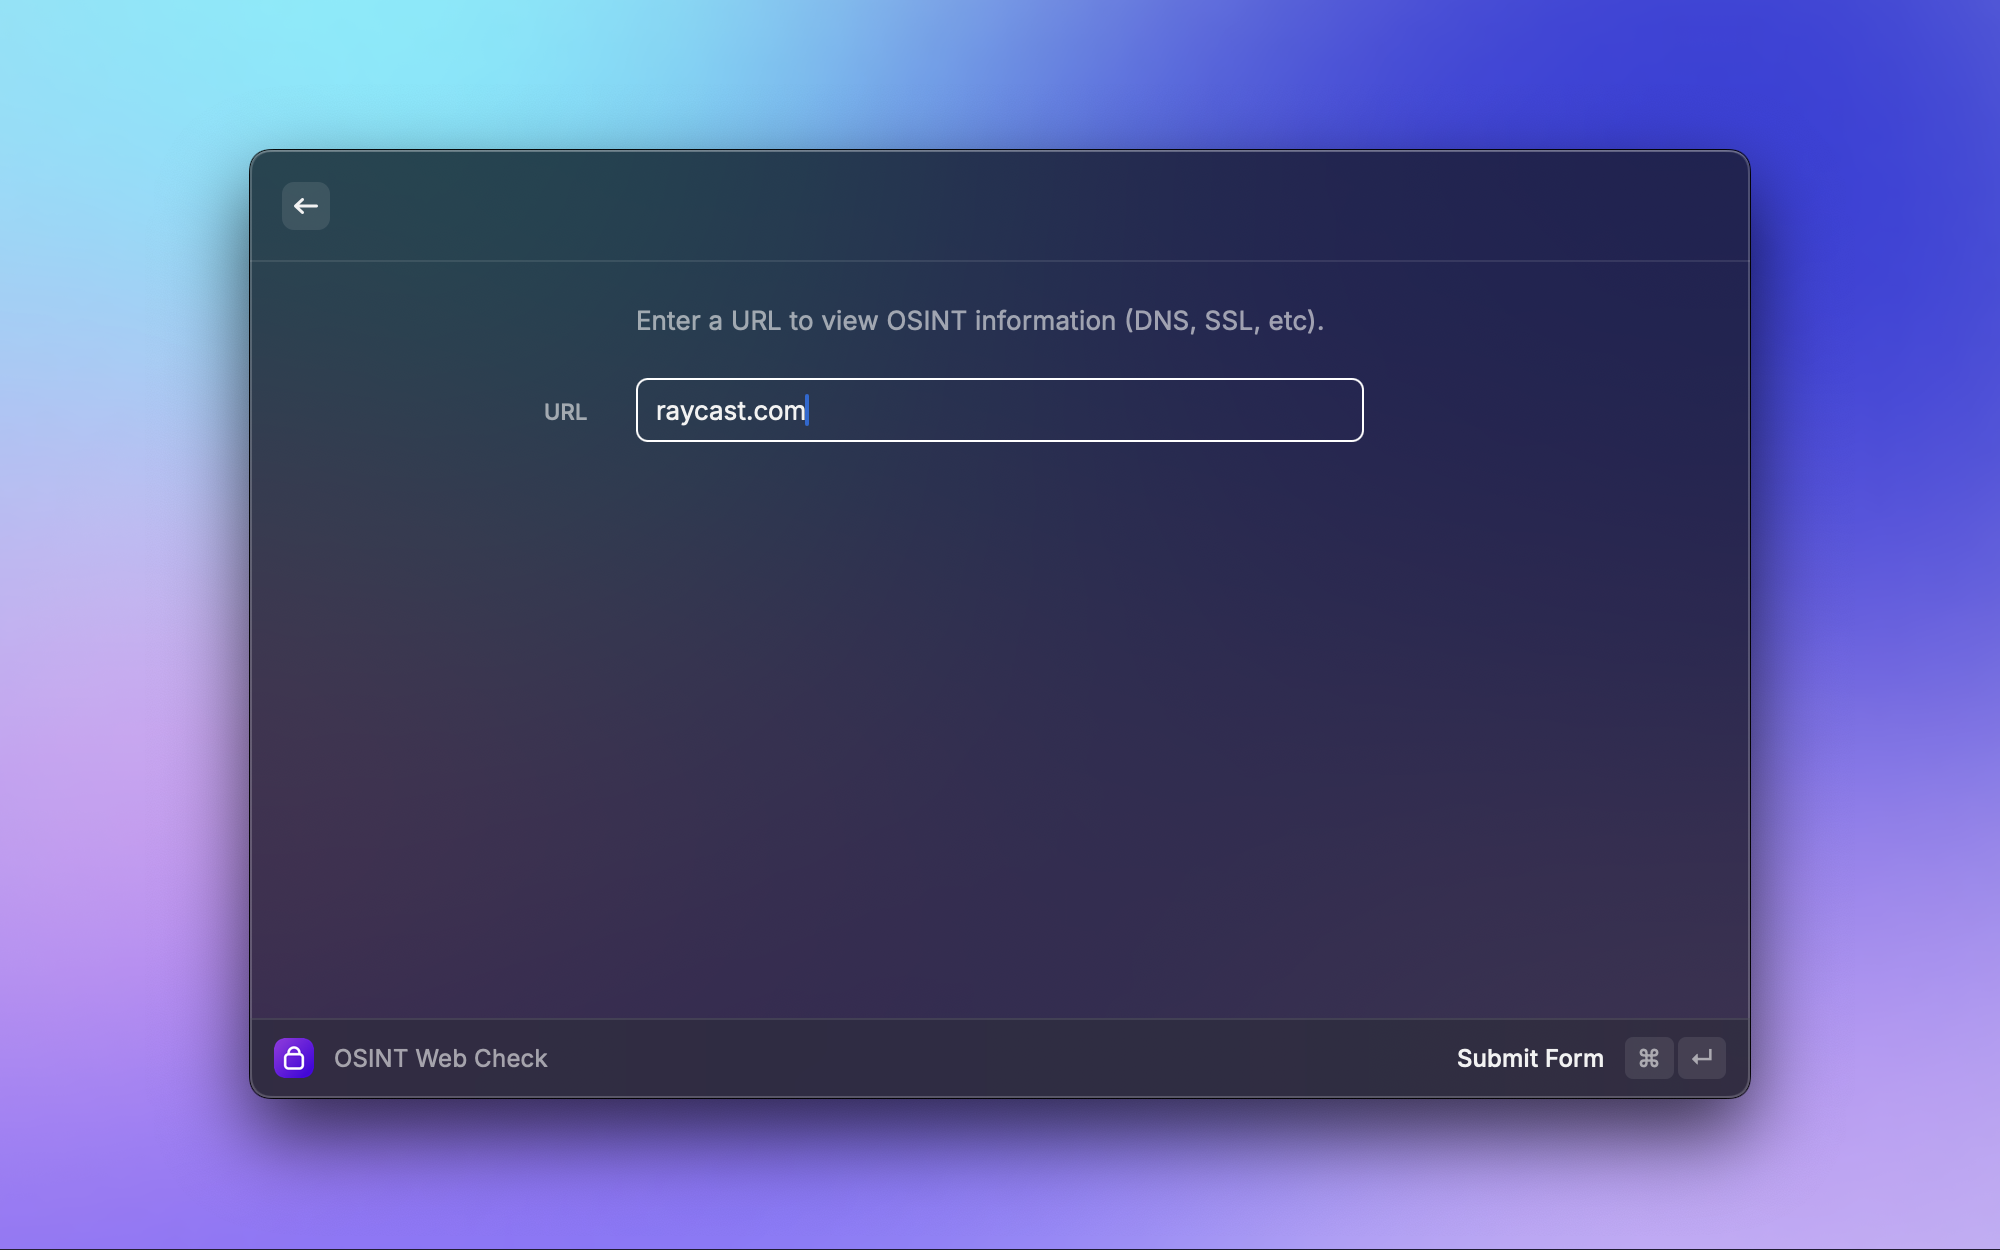 Enter a URL to view OSINT information (DNS, SSL, etc).
URL
raycast.com
OSINT Web Check
Submit Form ⌘ ↵